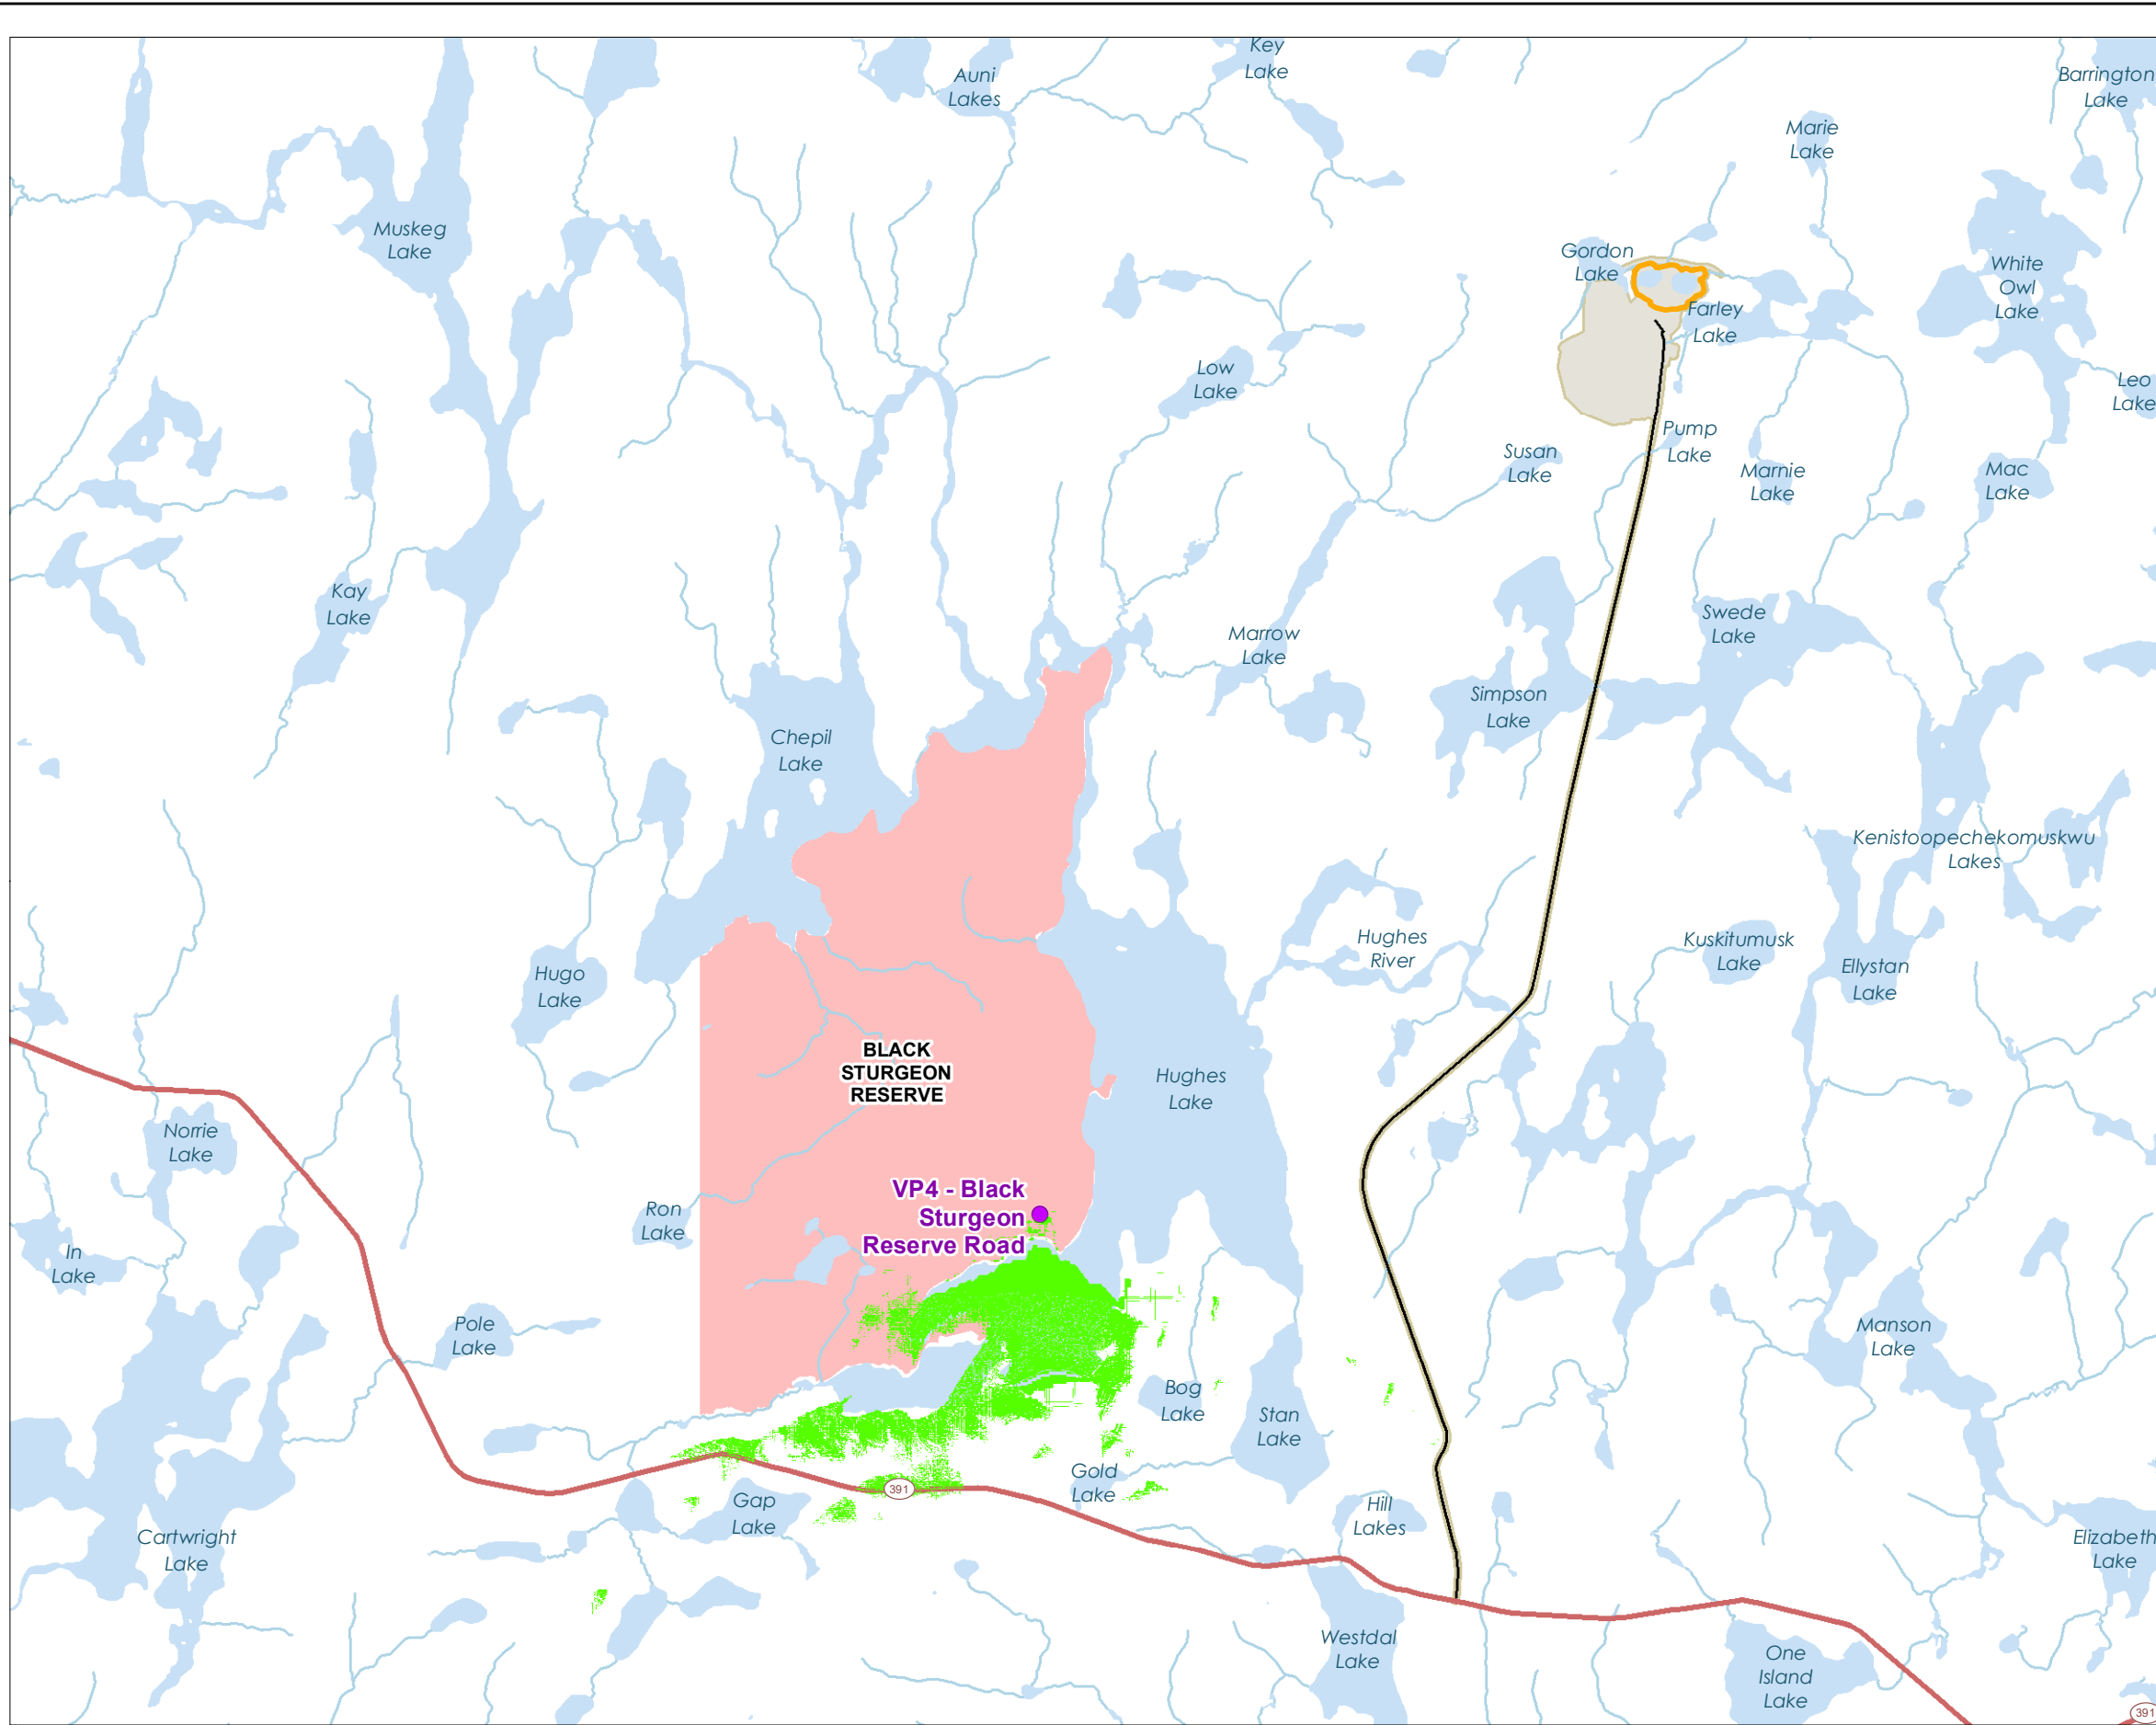 Key
Lake
Auni
Lakes
Barrington
Lake
Marie
Lake
Muskeg
Lake
Gordon
Lake
White
Owl
Lake
Farley
Lake
Low
Lake
Leo
Lake
Pump
Lake
Susan
Lake
Marnie
Lake
Mac
Lake
Kay
Lake
Swede
Lake
Marrow
Lake
Simpson
Lake
Chepil
Lake
Kenistoopechekomuskwu
Lakes
Hughes
River
Kuskitumusk
Lake
Ellystan
Lake
Hugo
Lake
BLACK
STURGEON
RESERVE
Hughes
Lake
Norrie
Lake
VP4 - Black
Sturgeon
Reserve Road
Ron
Lake
In
Lake
Pole
Lake
Manson
Lake
Bog
Lake
Stan
Lake
Gold
Lake
391
Gap
Lake
Hill
Lakes
Cartwright
Lake
Elizabeth
Lake
Westdal
Lake
One
Island
Lake
391